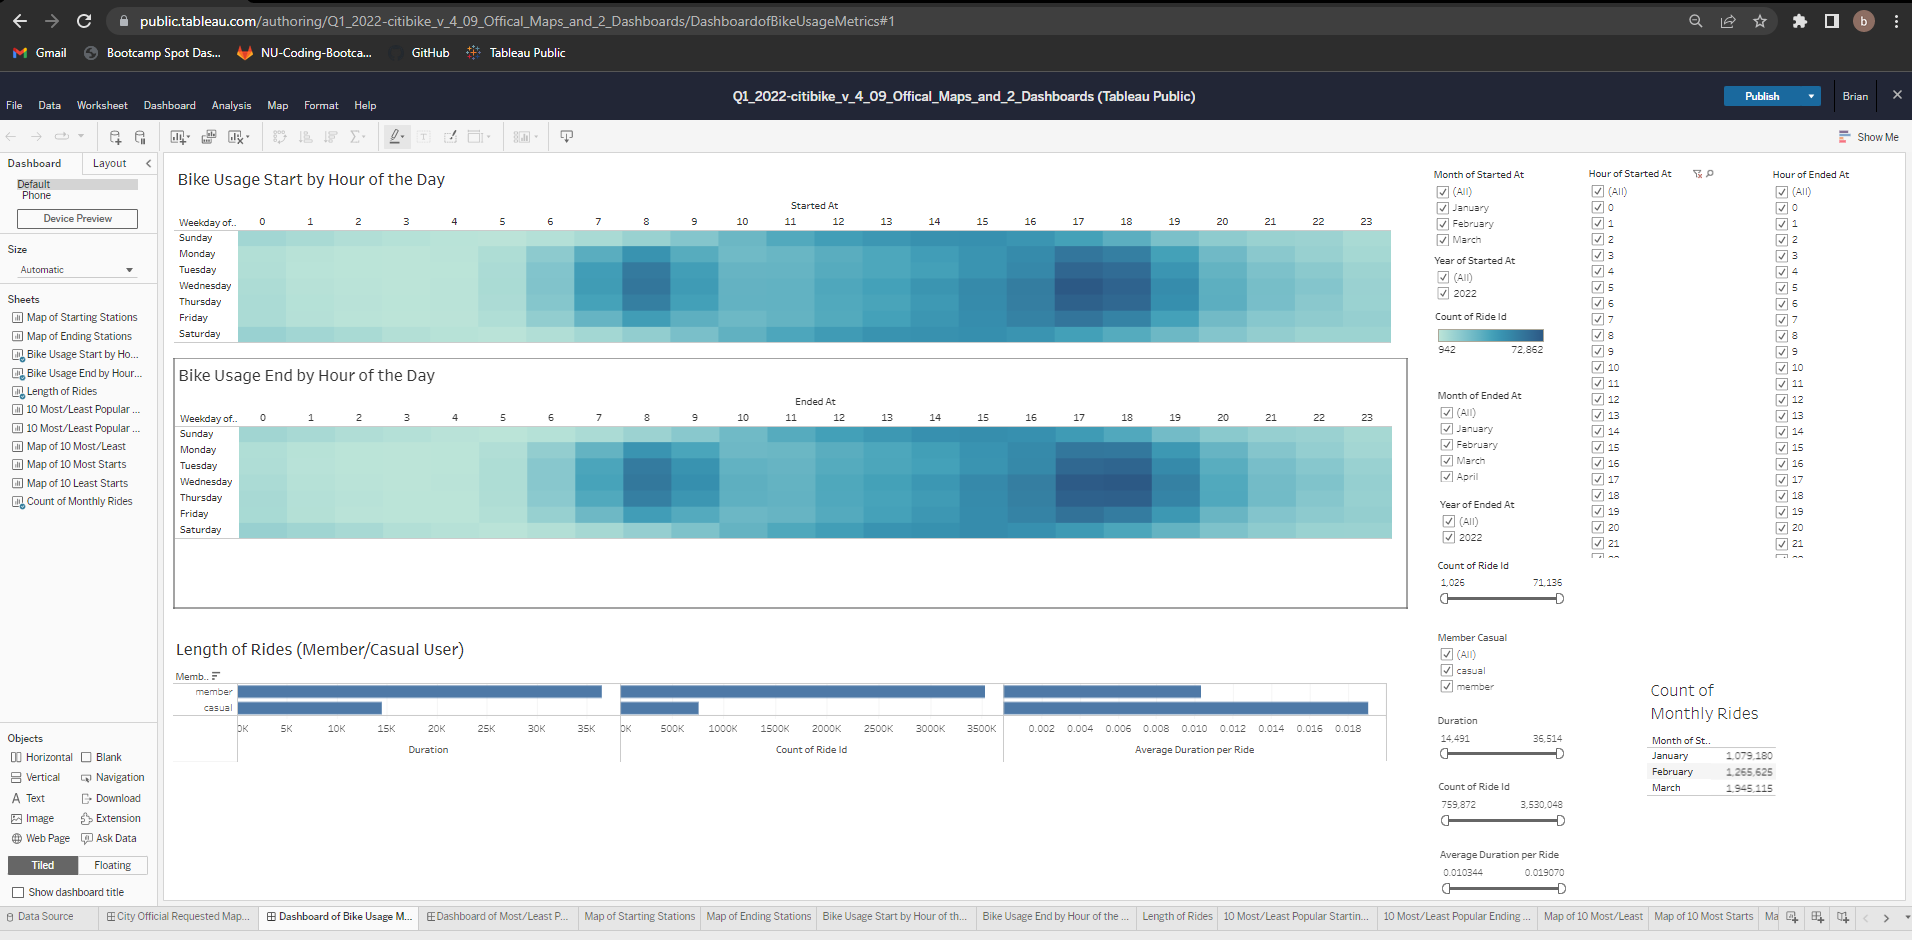 public.tableau.com/authoring/Q1_2022-citibike_v_4_09_Offical_Maps_and_2_Dashboards/DashboardofBikeUsageMetrics#1
b
Gmail Bootcamp Spot Das... NU-Coding-Bootca... GitHub Tableau Public
Q1_2022-citibike_v_4_09_Offical_Maps_and_2_Dashboards (Tableau Public)
Publish Brian
File Data Worksheet Dashboard Analysis Map Format Help
Show Me
Dashboard Layout
Default
Phone
Device Preview
Size
Automatic
Sheets
Map of Starting Stations
Map of Ending Stations
Bike Usage Start by Ho...
Bike Usage End by Hour...
Length of Rides
10 Most/Least Popular ...
10 Most/Least Popular ...
Map of 10 Most/Least
Map of 10 Most Starts
Map of 10 Least Starts
Count of Monthly Rides
Objects
Horizontal Blank
Vertical Navigation
Text Download
Image Extension
Web Page Ask Data
Tiled Floating
Show dashboard title
Bike Usage Start by Hour of the Day
Started At
Weekday of.. 0 1 2 3 4 5 6 7 8 9 10 11 12 13 14 15 16 17 18 19 20 21 22 23
Sunday
Monday
Tuesday
Wednesday
Thursday
Friday
Saturday
Bike Usage End by Hour of the Day
Ended At
Weekday of.. 0 1 2 3 4 5 6 7 8 9 10 11 12 13 14 15 16 17 18 19 20 21 22 23
Sunday
Monday
Tuesday
Wednesday
Thursday
Friday
Saturday
Length of Rides (Member/Casual User)
Memb..
member
casual
0K 5K 10K 15K 20K 25K 30K 35K 0K 500K 1000K 1500K 2000K 2500K 3000K 3500K 0.002 0.004 0.006 0.008 0.010 0.012 0.014 0.016 0.018
Duration Count of Ride Id Average Duration per Ride
Month of Started At
(All)
January
February
March
Year of Started At
(All)
2022
Count of Ride Id
942 72,862
Month of Ended At
(All)
January
February
March
April
Year of Ended At
(All)
2022
Count of Ride Id
1,026 71,136
Member Casual
(All)
casual
member
Duration
14,491 36,514
Count of Ride Id
759,872 3,530,048
Average Duration per Ride
0.010344 0.019070
Hour of Started At
(All)
0
1
2
3
4
5
6
7
8
9
10
11
12
13
14
15
16
17
18
19
20
21
Hour of Ended At
(All)
0
1
2
3
4
5
6
7
8
9
10
11
12
13
14
15
16
17
18
19
20
21
Count of
Monthly Rides
Month of St..
January 1,079,180
February 1,265,625
March 1,945,115
Data Source City Official Requested Map... Dashboard of Bike Usage M... Dashboard of Most/Least P... Map of Starting Stations Map of Ending Stations Bike Usage Start by Hour of th... Bike Usage End by Hour of the ... Length of Rides 10 Most/Least Popular Startin... 10 Most/Least Popular Ending ... Map of 10 Most/Least Map of 10 Most Starts Ma